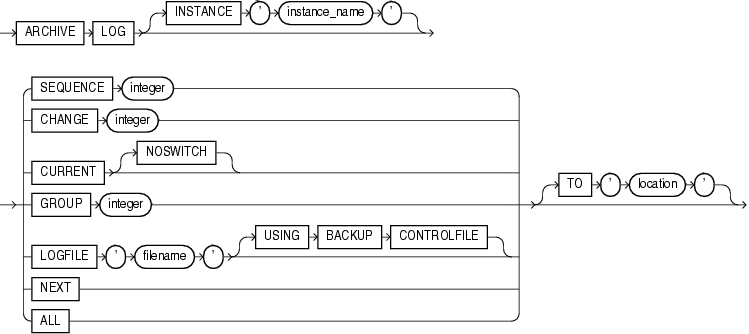 ARCHIVE LOG INSTANCE ' instance_name '
SEQUENCE integer
CHANGE integer
CURRENT NOSWITCH
GROUP integer
TO ' location '
LOGFILE ' filename ' USING BACKUP CONTROLFILE
NEXT
ALL